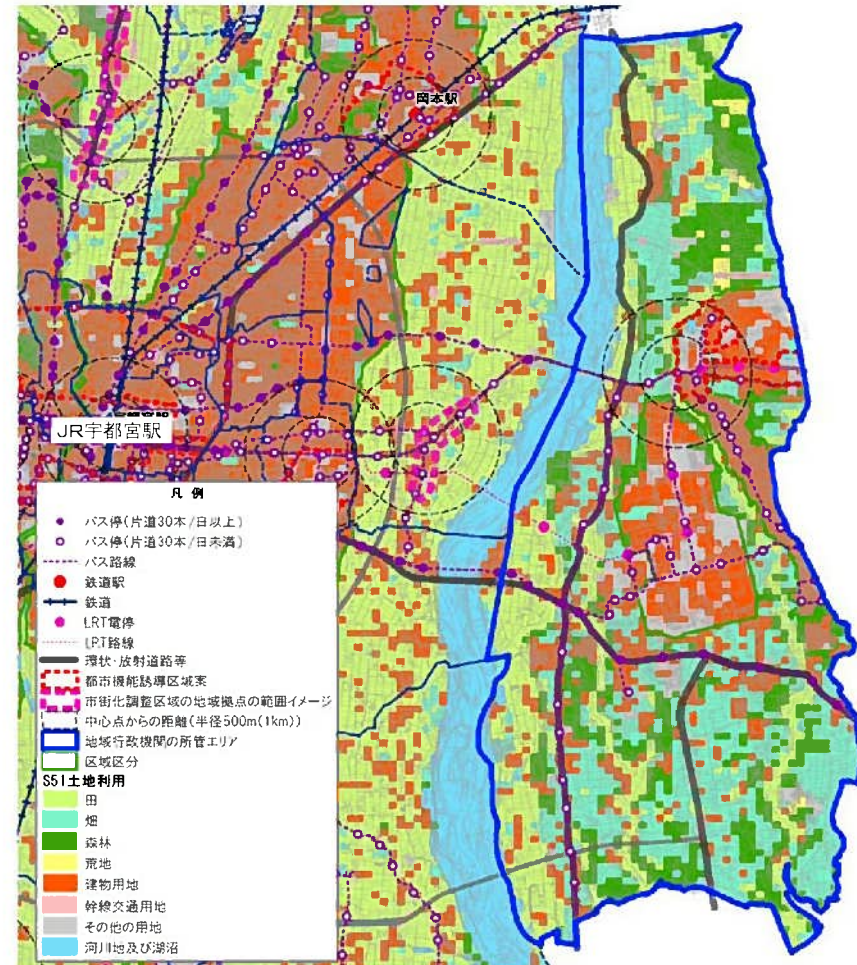 岡本駅
JR宇都宮駅
凡 例
バス停(片道30本/日以上)
バス停(片道30本/日未満)
バス路線
鉄道駅
鉄道
LRT電停
LRT路線
環状・放射道路等
都市機能誘導区域案
市街化調整区域の地域拠点の範囲イメージ
中心点からの距離(半径500m(1km))
地域行政機関の所管エリア
区域区分
S51土地利用
田
畑
森林
荒地
建物用地
幹線交通用地
その他の用地
河川地及び湖沼